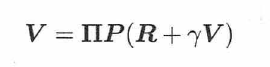 V = ΠP(R + γV)